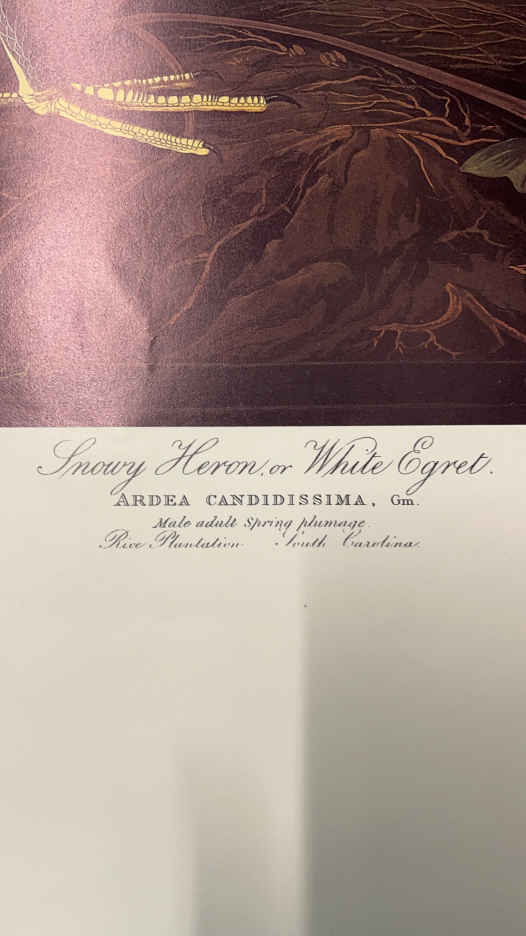 Snowy Heron, or White Egret.
ARDEA CANDIDISSIMA, Gm.
Male adult Spring plumage.
Rice Plantation South Carolina.